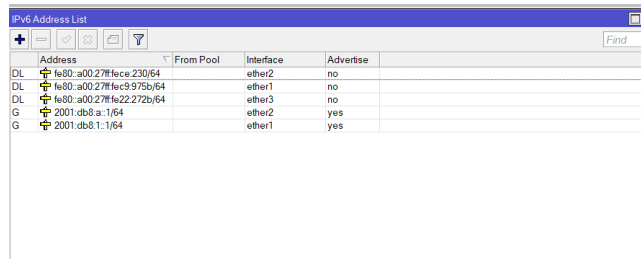 IPv6 Address List
Find
Address From Pool Interface Advertise
DL fe80::a00:27ff:fece:230/64 ether2 no
DL fe80::a00:27ff:fec9:975b/64 ether1 no
DL fe80::a00:27ff:fe22:272b/64 ether3 no
G 2001:db8:a::1/64 ether2 yes
G 2001:db8:1::1/64 ether1 yes